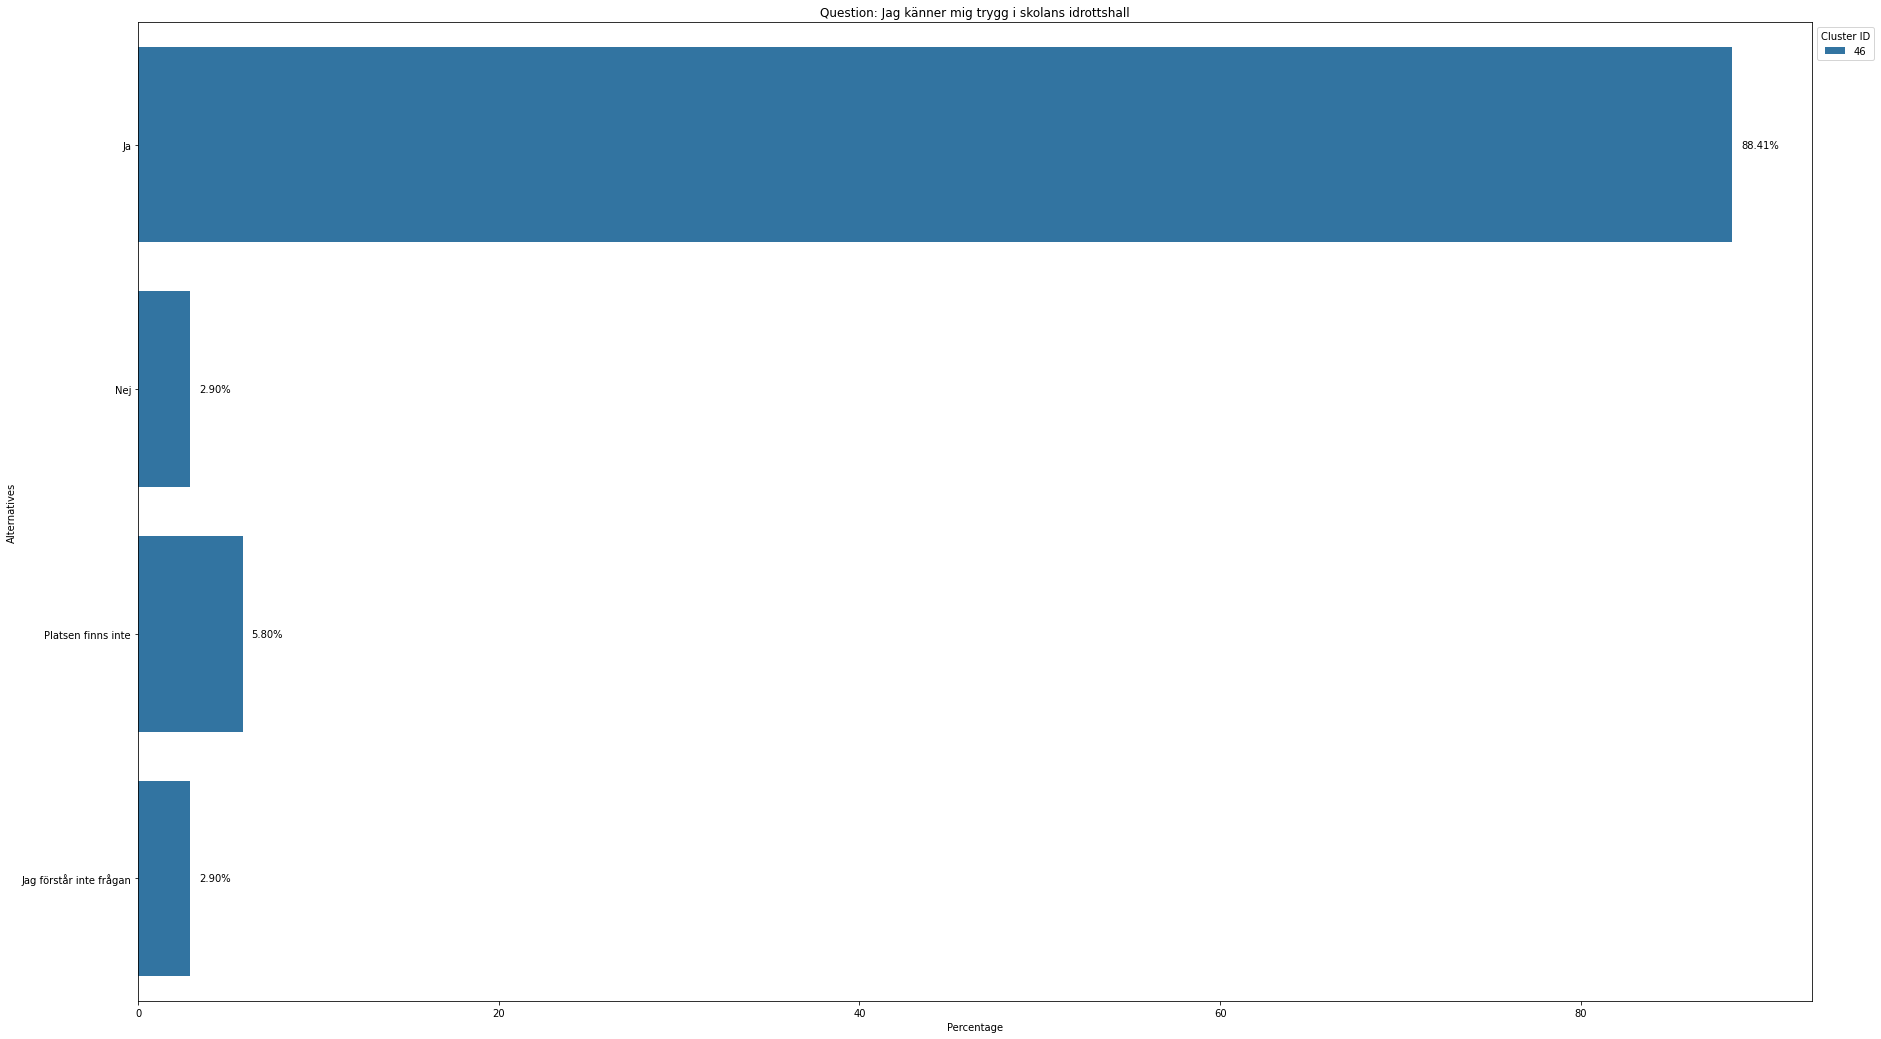 Question: Jag känner mig trygg i skolans idrottshall
Cluster ID
46
Ja
88.41%
Nej
2.90%
Alternatives
Platsen finns inte
5.80%
Jag förstår inte frågan
2.90%
0 20 40 60 80
Percentage